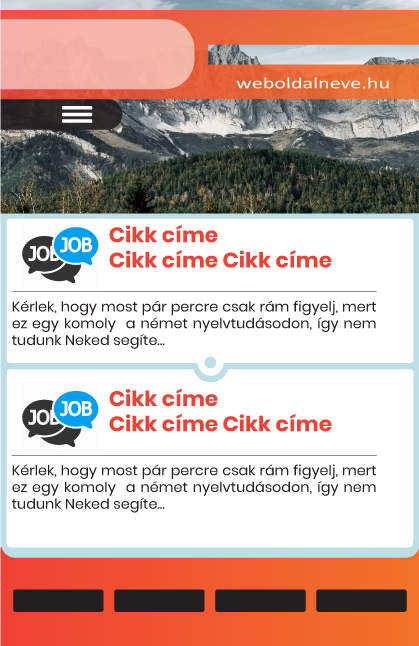 weboldalneve.hu
JOB JOB
Cikk címe
Cikk címe Cikk címe
Kérlek, hogy most pár percre csak rám figyelj, mert
ez egy komoly  a német nyelvtudásodon, így nem
tudunk Neked segíte...
JOB JOB
Cikk címe
Cikk címe Cikk címe
Kérlek, hogy most pár percre csak rám figyelj, mert
ez egy komoly  a német nyelvtudásodon, így nem
tudunk Neked segíte...